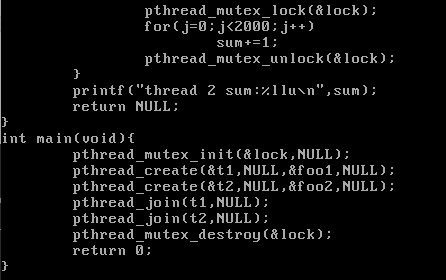 pthread_mutex_lock(&lock);
for(j=0;j<2000;j++)
sum+=1;
pthread_mutex_unlock(&lock);
}
printf("thread 2 sum:%llu\n",sum);
return NULL;
}
int main(void){
pthread_mutex_init(&lock,NULL);
pthread_create(&t1,NULL,&foo1,NULL);
pthread_create(&t2,NULL,&foo2,NULL);
pthread_join(t1,NULL);
pthread_join(t2,NULL);
pthread_mutex_destroy(&lock);
return 0;
}